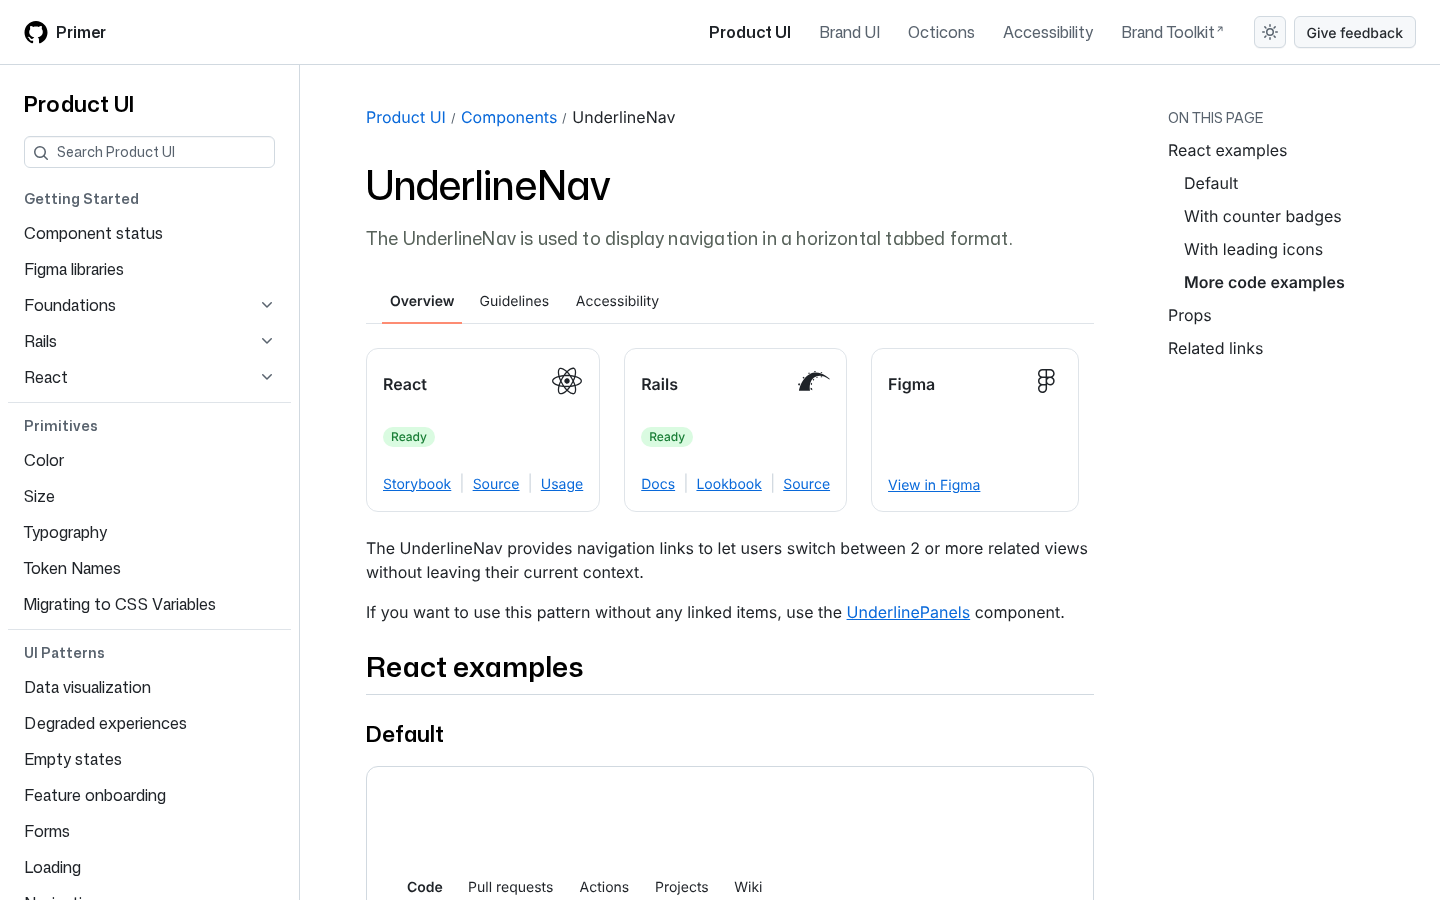 Primer
Product UI
Brand UI
Octicons
Accessibility
Brand Toolkit↗
Give feedback
Product UI
Search Product UI
Getting Started
Component status
Figma libraries
Foundations
Rails
React
Primitives
Color
Size
Typography
Token Names
Migrating to CSS Variables
UI Patterns
Data visualization
Degraded experiences
Empty states
Feature onboarding
Forms
Loading
Product UI / Components / UnderlineNav
UnderlineNav
The UnderlineNav is used to display navigation in a horizontal tabbed format.
Overview Guidelines Accessibility
React
Ready
Storybook | Source | Usage
Rails
Ready
Docs | Lookbook | Source
Figma
View in Figma
The UnderlineNav provides navigation links to let users switch between 2 or more related views
without leaving their current context.
If you want to use this pattern without any linked items, use the UnderlinePanels component.
React examples
Default
Code Pull requests Actions Projects Wiki
ON THIS PAGE
React examples
Default
With counter badges
With leading icons
More code examples
Props
Related links